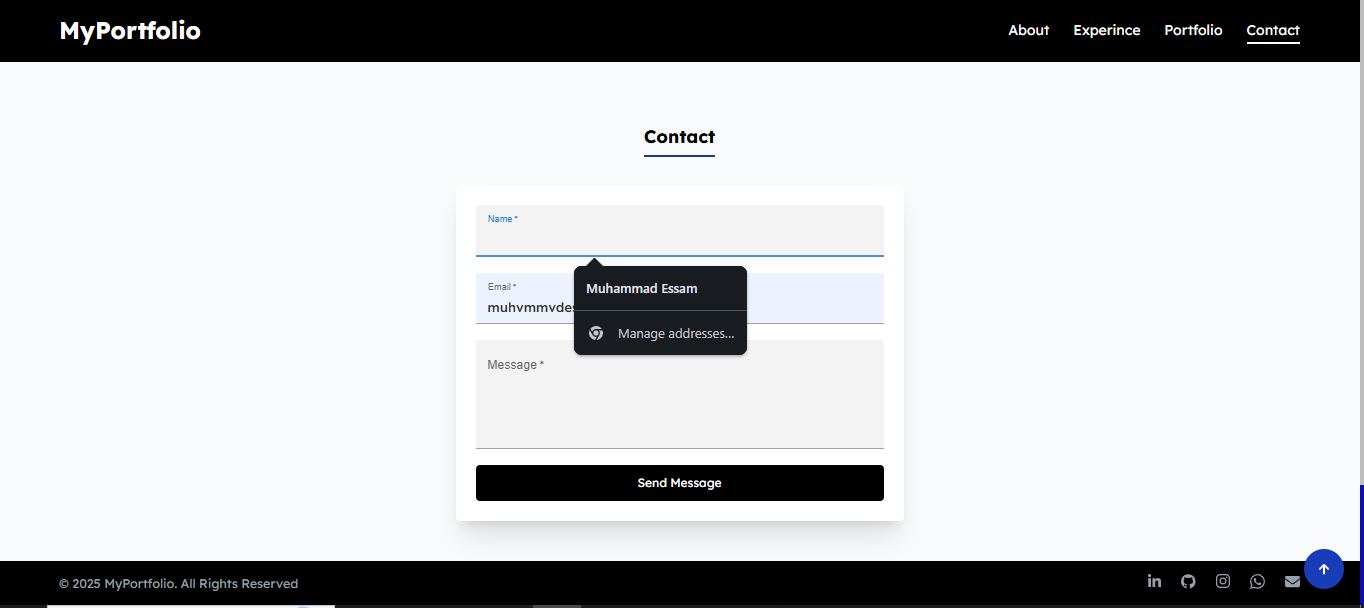 MyPortfolio
About Experince Portfolio Contact
Contact
Name *
Muhammad Essam
Email *
Manage addresses...
Message *
Send Message
© 2025 MyPortfolio. All Rights Reserved